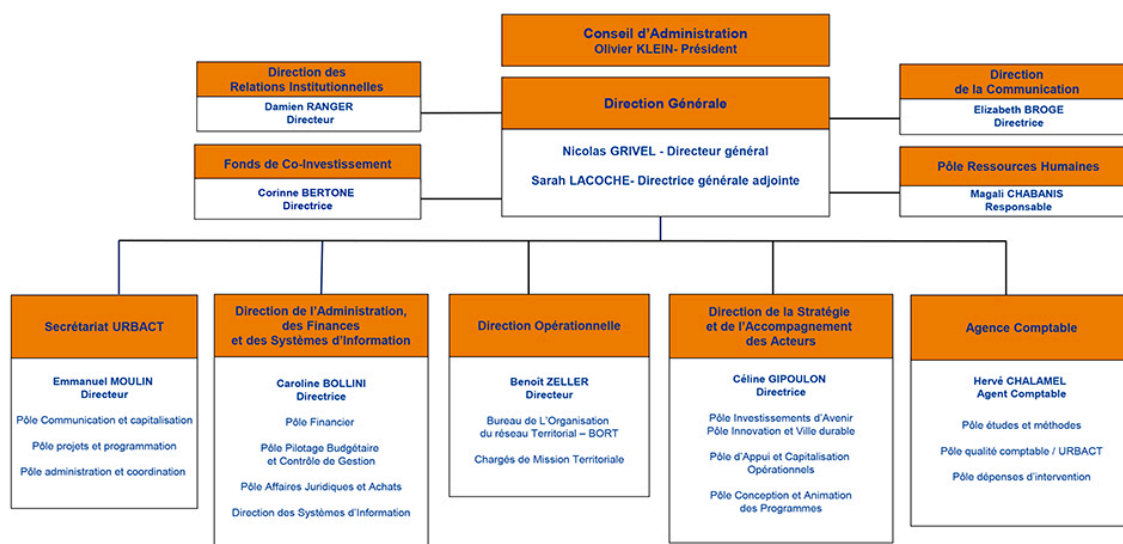 Conseil d'Administration
Olivier KLEIN- Président
Direction des
Relations Institutionnelles
Damien RANGER
Directeur
Direction Générale
Nicolas GRIVEL - Directeur général
Sarah LACOCHE- Directrice générale adjointe
Direction
de la Communication
Elizabeth BROGE
Directrice
Fonds de Co-Investissement
Corinne BERTONE
Directrice
Pôle Ressources Humaines
Magali CHABANIS
Responsable
Secrétariat URBACT
Emmanuel MOULIN
Directeur
Pôle Communication et capitalisation
Pôle projets et programmation
Pôle administration et coordination
Direction de l'Administration,
des Finances
et des Systèmes d'Information
Caroline BOLLINI
Directrice
Pôle Financier
Pôle Pilotage Budgétaire
et Contrôle de Gestion
Pôle Affaires Juridiques et Achats
Direction des Systèmes d'Information
Direction Opérationnelle
Benoît ZELLER
Directeur
Bureau de L'Organisation
du réseau Territorial – BORT
Chargés de Mission Territoriale
Direction de la Stratégie
et de l'Accompagnement
des Acteurs
Céline GIPOULON
Directrice
Pôle Investissements d'Avenir
Pôle Innovation et Ville durable
Pôle d'Appui et Capitalisation
Opérationnels
Pôle Conception et Animation
des Programmes
Agence Comptable
Hervé CHALAMEL
Agent Comptable
Pôle études et méthodes
Pôle qualité comptable / URBACT
Pôle dépenses d'intervention